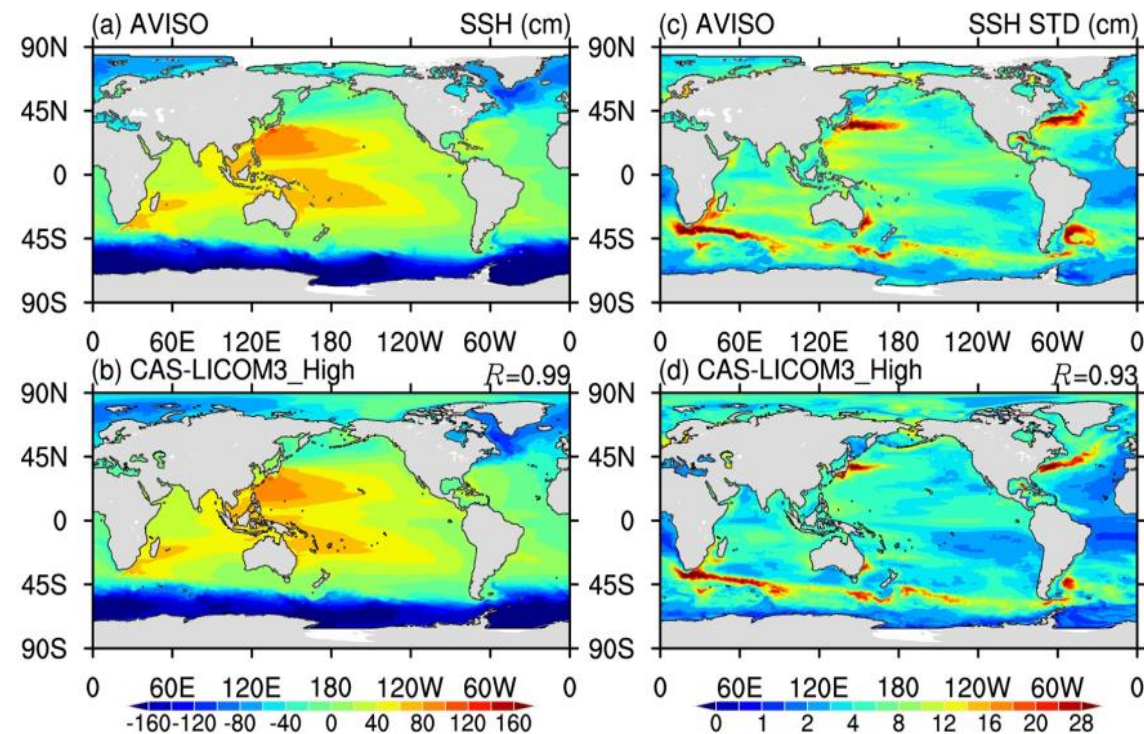 (a) AVISO SSH (cm) (c) AVISO SSH STD (cm)
90N 90N
45N 45N
0 0
45S 45S
90S 90S
0 60E 120E 180 120W 60W 0 0 60E 120E 180 120W 60W 0
(b) CAS-LICOM3_High R=0.99 (d) CAS-LICOM3_High R=0.93
90N 90N
45N 45N
0 0
45S 45S
90S 90S
0 60E 120E 180 120W 60W 0 0 60E 120E 180 120W 60W 0
-160 -120 -80 -40 0 40 80 120 160 0 1 2 4 8 12 16 20 28